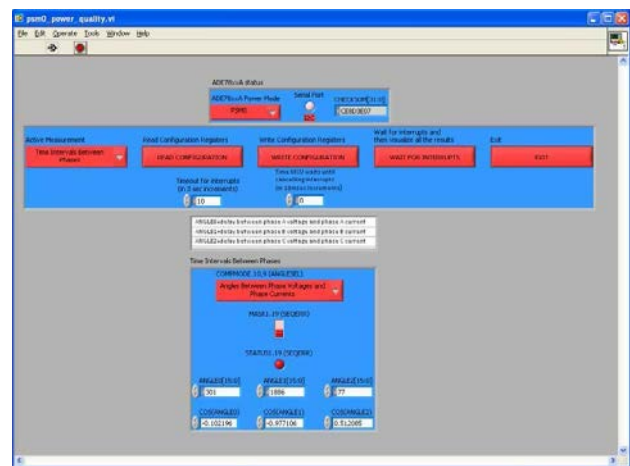 psm0_power_quality.vi
File Edit Operate Tools Window Help
ADE78xxA status
ADE78xxA Power Mode
Serial Port
CHECKSUM[31:0]
PSM0
Active Measurement
Read Configuration Registers
Write Configuration Registers
Wait for interrupts and
then visualize all the results
Exit
Time Intervals Between
Phases
READ CONFIGURATION
WRITE CONFIGURATION
WAIT FOR INTERRUPTS
EXIT
Timeout for interrupts
(in 3 sec increments)
10
Time MCU waits until
cancelling interrupts
(in 10msec increments)
0
ANGLE0=delay between phase A voltage and phase A current
ANGLE1=delay between phase B voltage and phase B current
ANGLE2=delay between phase C voltage and phase C current
Time Intervals Between Phases
COMPMODE.10,9 (ANGLESEL)
Angles Between Phase Voltages and
Phase Currents
MASK1.19 (SEQERR)
STATUS1.19 (SEQERR)
ANGLE0[15:0]
ANGLE1[15:0]
ANGLE2[15:0]
301
1886
77
COS(ANGLE0)
COS(ANGLE1)
COS(ANGLE2)
-0.102196
-0.977106
0.512085